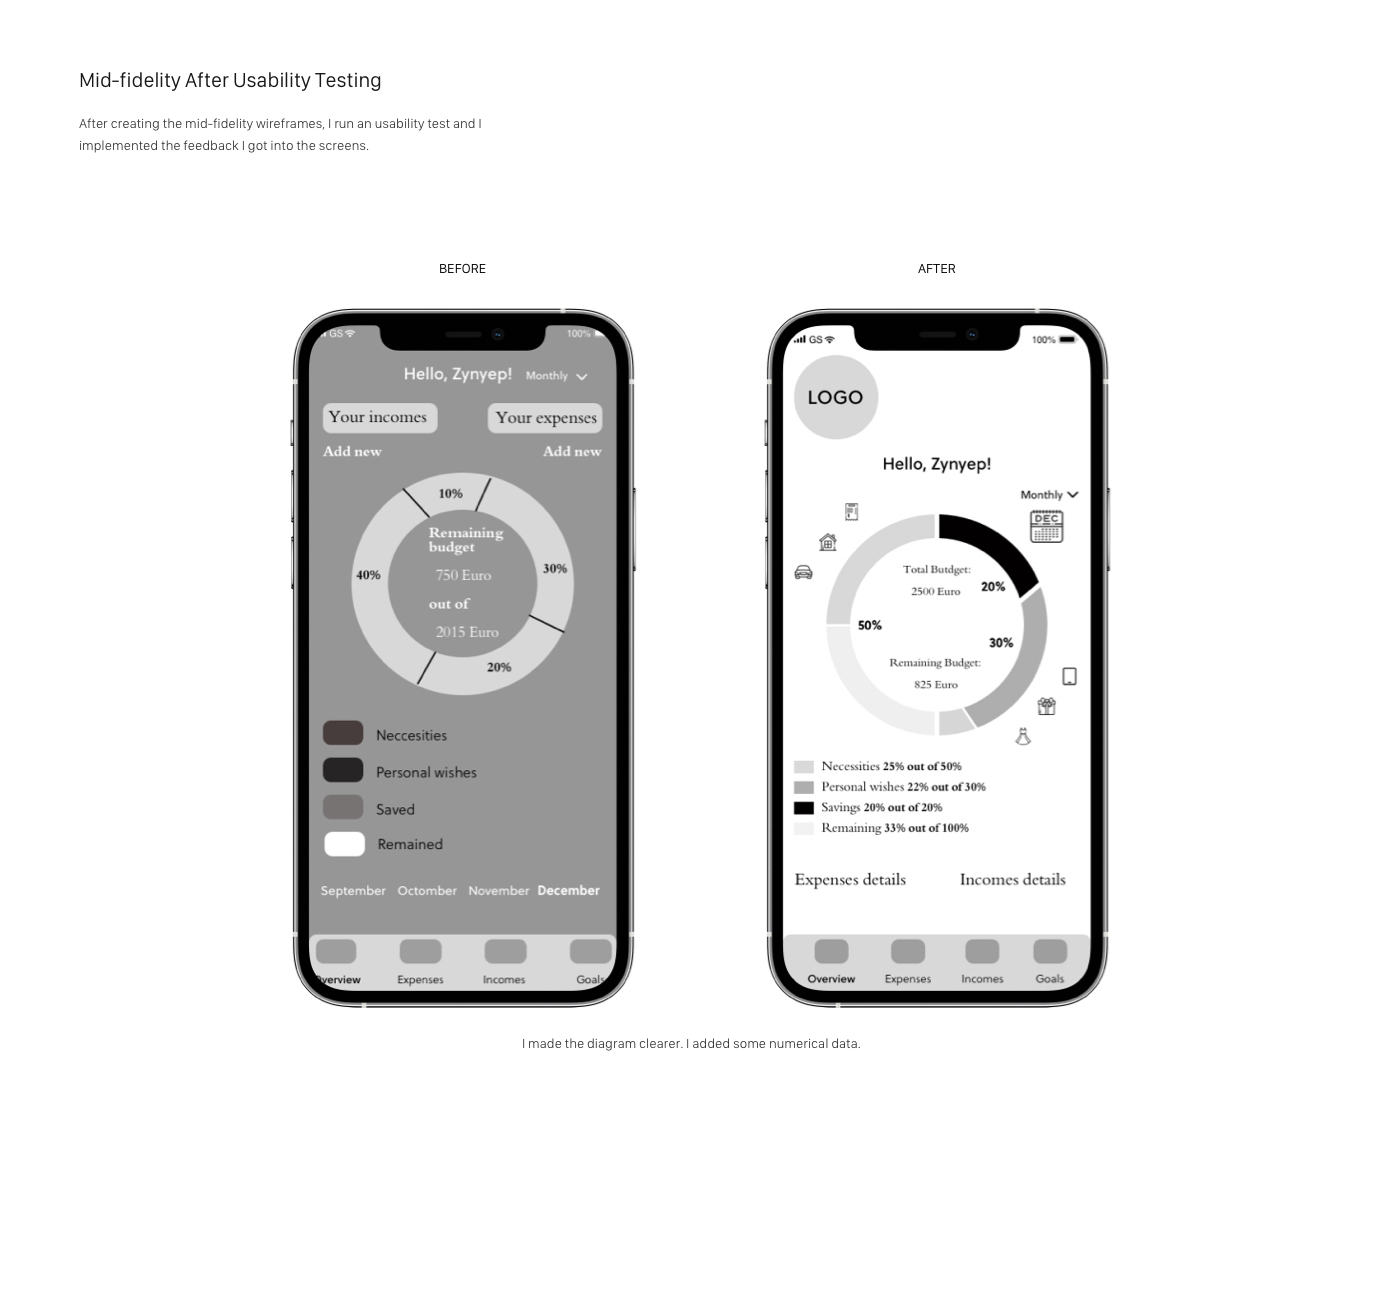 Mid-fidelity After Usability Testing
After creating the mid-fidelity wireframes, I run an usability test and I
implemented the feedback I got into the screens.
BEFORE
GS
100%
Hello, Zynyep!
Monthly
Your incomes
Your expenses
Add new
Add new
10%
Remaining
budget
40%
750 Euro
30%
out of
2015 Euro
20%
Neccesities
Personal wishes
Saved
Remained
September
Octomber
November
December
Overview
Expenses
Incomes
Goals
AFTER
GS
100%
LOGO
Hello, Zynyep!
Monthly
DEC
Total Butdget:
2500 Euro
20%
50%
30%
Remaining Budget:
825 Euro
Necessities 25% out of 50%
Personal wishes 22% out of 30%
Savings 20% out of 20%
Remaining 33% out of 100%
Expenses details
Incomes details
Overview
Expenses
Incomes
Goals
I made the diagram clearer. I added some numerical data.